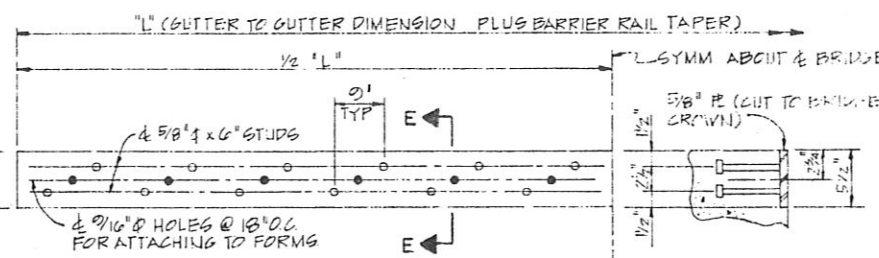 "L" (GUTTER TO GUTTER DIMENSION PLUS BARRIER RAIL TAPER)
1/2 "L"
SYMM ABOUT ℄ BRIDGE
9"
TYP
E
5/8" ℄ (CUT TO BRIDGE
CROWN)
℄ 5/8" ϕ x 6" STUDS
1 1/2"
2 1/2"
1 1/2"
2 3/4"
5 1/2"
℄ 9/16" ϕ HOLES @ 18" O.C.
FOR ATTACHING TO FORMS
E